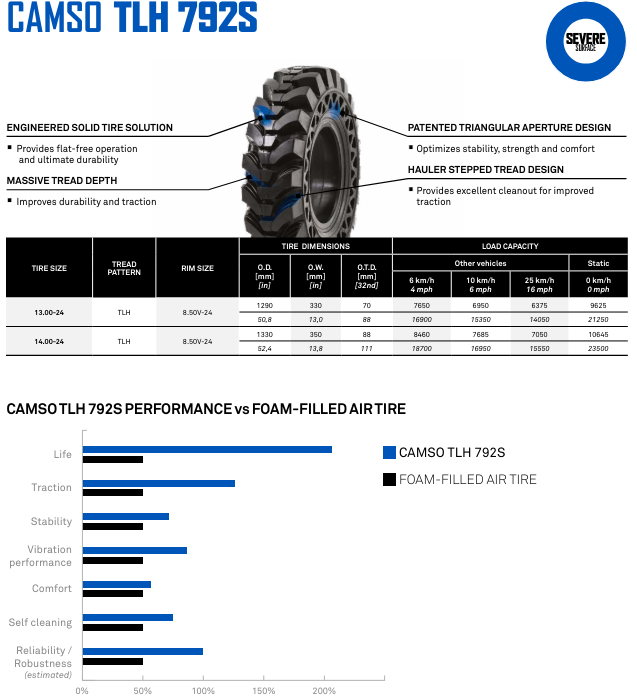 CAMSO TLH 792S
SEVERE
SURFACE
ENGINEERED SOLID TIRE SOLUTION
▪ Provides flat-free operation
and ultimate durability
MASSIVE TREAD DEPTH
▪ Improves durability and traction
PATENTED TRIANGULAR APERTURE DESIGN
▪ Optimizes stability, strength and comfort
HAULER STEPPED TREAD DESIGN
▪ Provides excellent cleanout for improved
traction
TIRE SIZE TREAD PATTERN RIM SIZE TIRE DIMENSIONS LOAD CAPACITY
Other vehicles Static
O.D. [mm] [in] O.W. [mm] [in] O.T.D. [mm] [32nd] 6 km/h 4 mph 10 km/h 6 mph 25 km/h 16 mph 0 km/h 0 mph
13.00-24 TLH 8.50V-24 1290 330 70 7650 6950 6375 9625
50,8 13,0 88 16900 15350 14050 21250
14.00-24 TLH 8.50V-24 1330 350 88 8460 7685 7050 10645
52,4 13,8 111 18700 16950 15550 23500
CAMSO TLH 792S PERFORMANCE vs FOAM-FILLED AIR TIRE
Life
Traction
Stability
Vibration
performance
Comfort
Self cleaning
Reliability /
Robustness
(estimated)
0% 50% 100% 150% 200%
CAMSO TLH 792S
FOAM-FILLED AIR TIRE